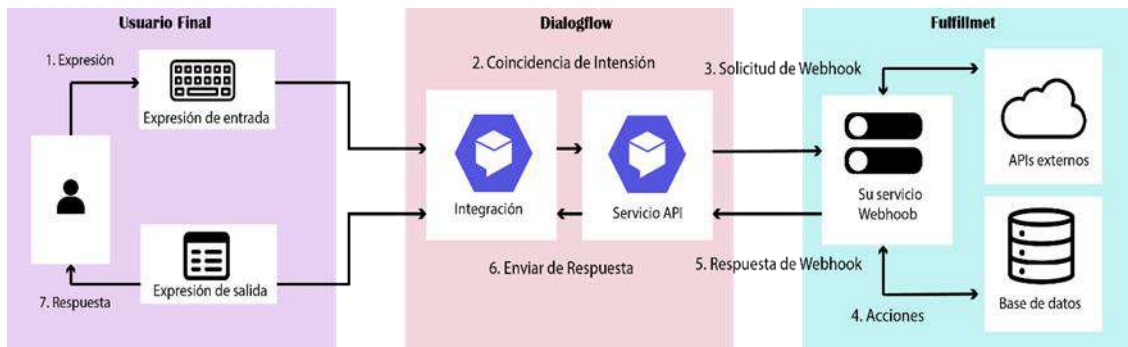 Usuario Final
Dialogflow
Fulfillmet
1. Expresión
Expresión de entrada
2. Coincidencia de Intensión
3. Solicitud de Webhook
Integración
Servicio API
Su servicio
Webhoob
APIs externos
Expresión de salida
7. Respuesta
6. Enviar de Respuesta
5. Respuesta de Webhook
4. Acciones
Base de datos